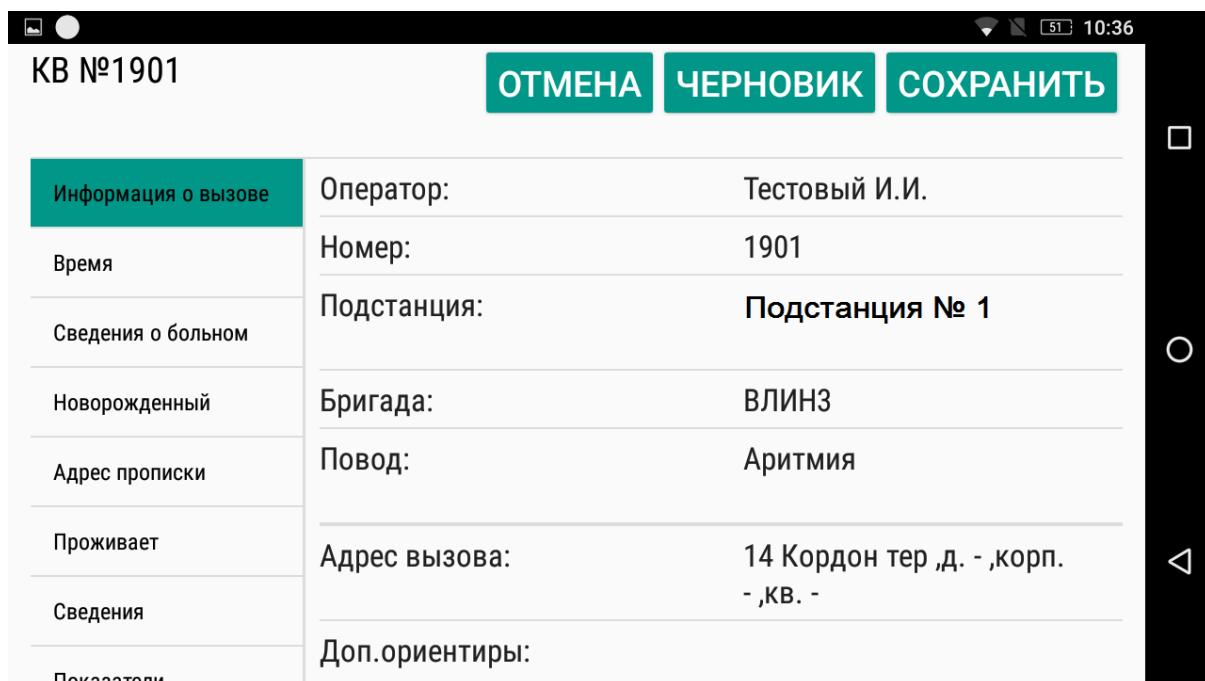 51 10:36
КВ №1901
ОТМЕНА ЧЕРНОВИК СОХРАНИТЬ
Информация о вызове
Время
Сведения о больном
Новорожденный
Адрес прописки
Проживает
Сведения
Показатели
Оператор: Тестовый И.И.
Номер: 1901
Подстанция: Подстанция № 1
Бригада: ВЛИН3
Повод: Аритмия
Адрес вызова: 14 Кордон тер ,д. - ,корп.
- ,кв. -
Доп.ориентиры: